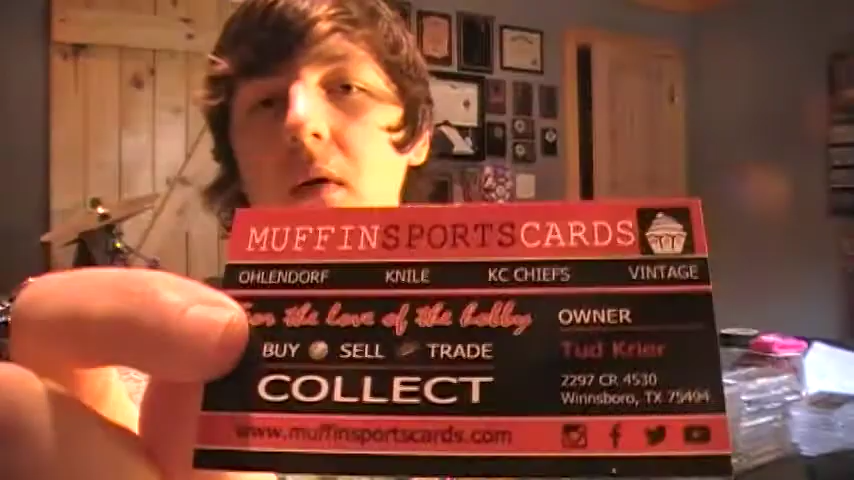 MUFFINSPORTSCARDS
OHLENDORF KNILE KC CHIEFS VINTAGE
For the love of the hobby
BUY SELL TRADE
COLLECT
OWNER
Tud Krier
2297 CR 4530
Winnsboro, TX 75494
www.muffinsportscards.com